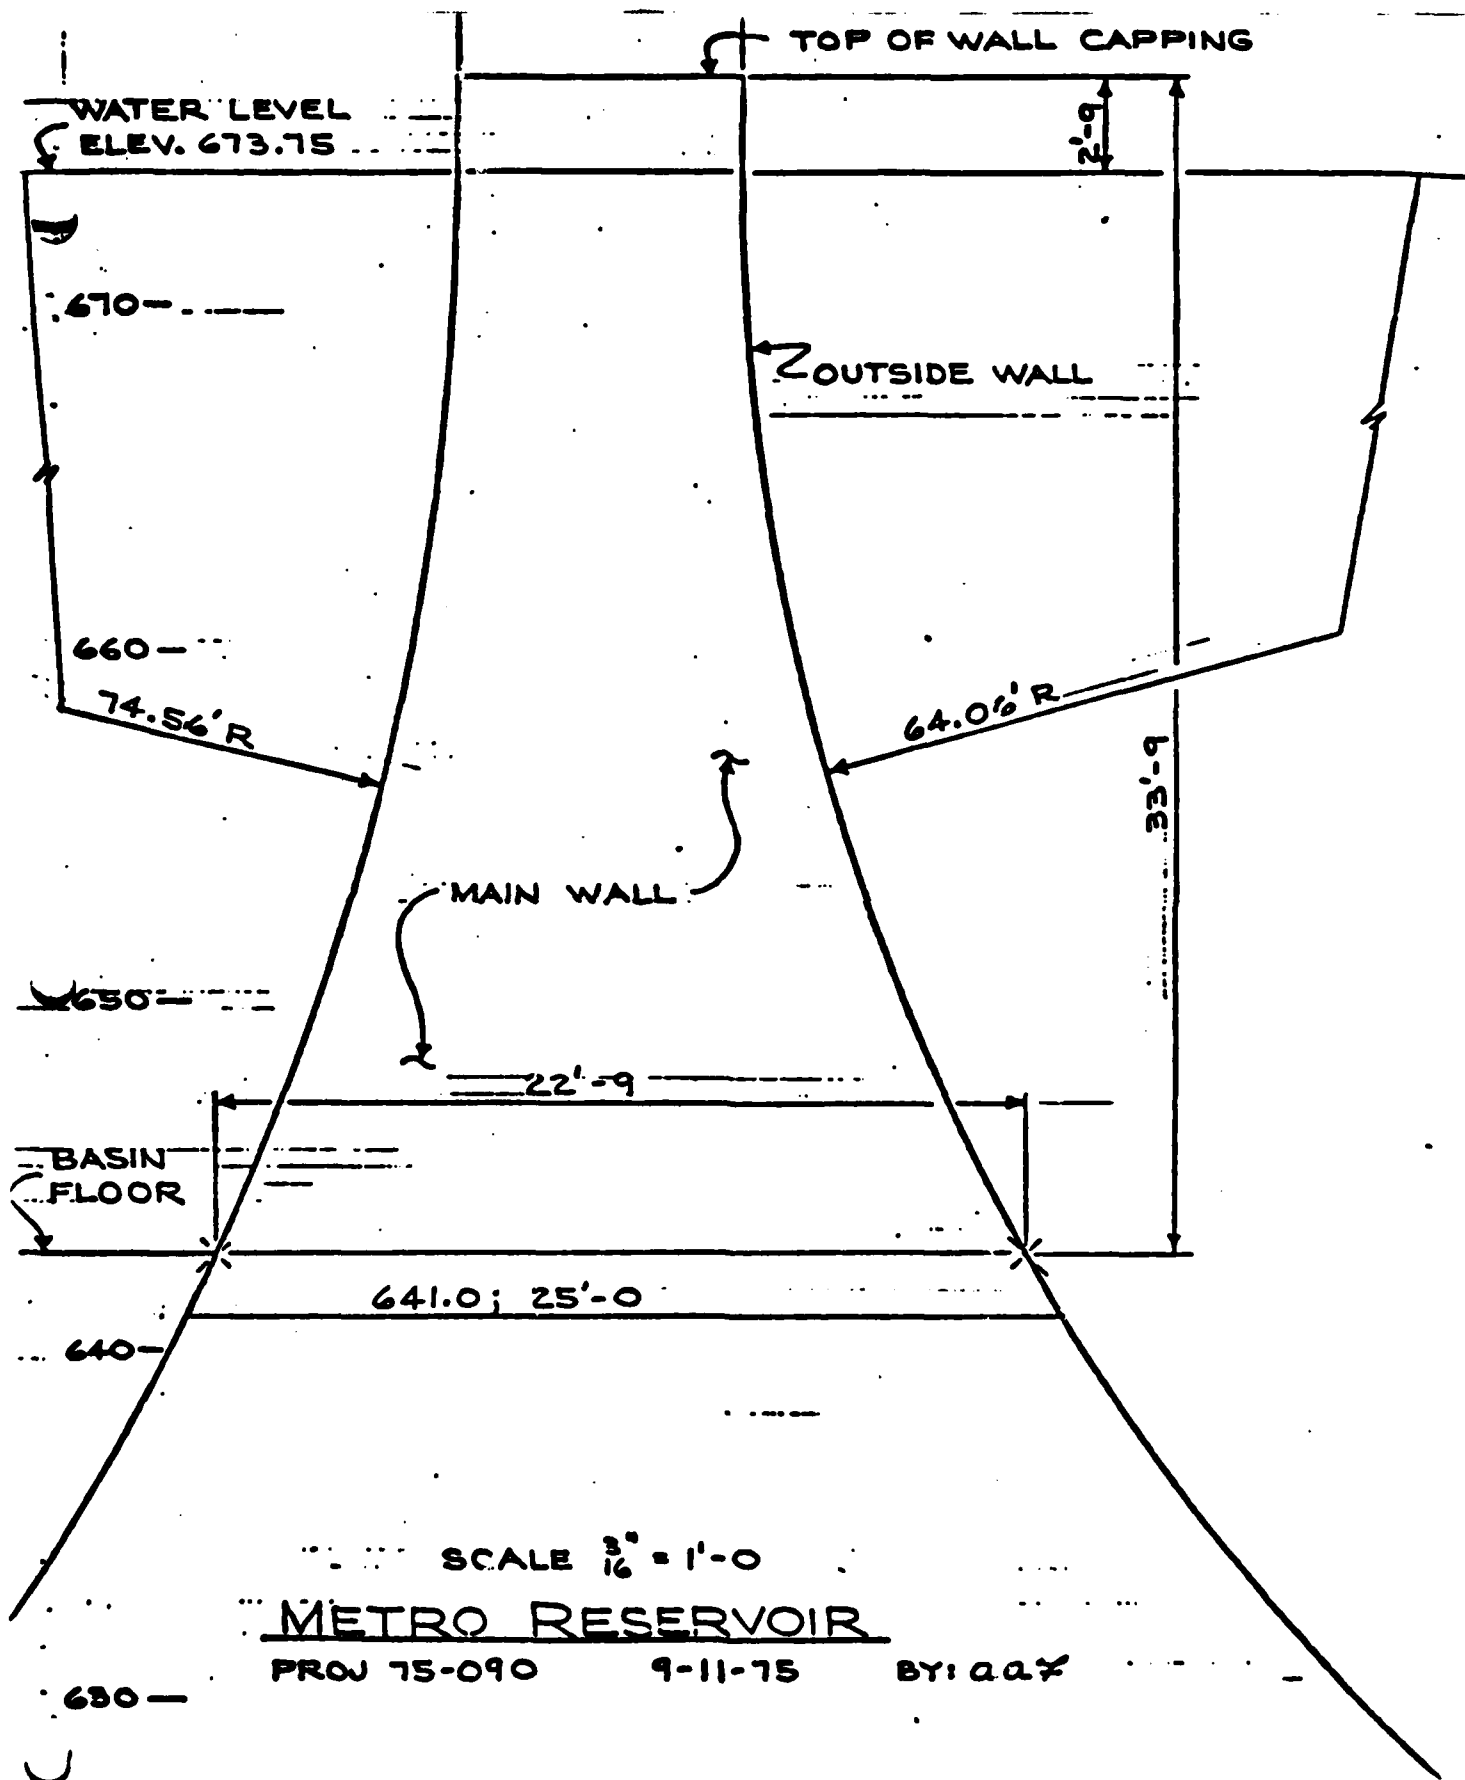 TOP OF WALL CAPPING
WATER LEVEL
ELEV. 673.75
2'-9
670
OUTSIDE WALL
660
74.56' R
64.06' R
33'-9
MAIN WALL
650
22'-9
BASIN
FLOOR
641.0; 25'-0
640
SCALE 3/16" = 1'-0
METRO RESERVOIR
PROJ 75-090 9-11-75 BY:
630